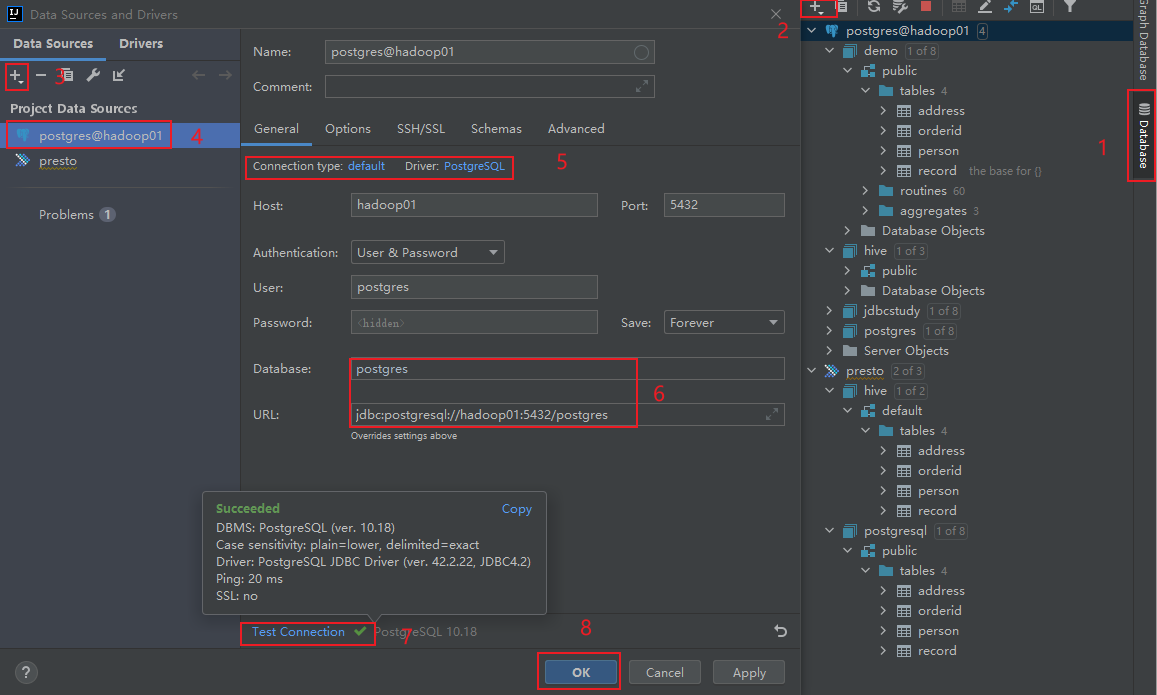 Data Sources and Drivers
Data Sources
Drivers
3
Project Data Sources
postgres@hadoop01
4
presto
Problems 1
Name: postgres@hadoop01
Comment:
General Options SSH/SSL Schemas Advanced
Connection type: default Driver: PostgreSQL
5
Host: hadoop01 Port: 5432
Authentication: User & Password
User: postgres
Password: <hidden> Save: Forever
Database: postgres
6
URL: jdbc:postgresql://hadoop01:5432/postgres
Overrides settings above
Succeeded Copy
DBMS: PostgreSQL (ver. 10.18)
Case sensitivity: plain=lower, delimited=exact
Driver: PostgreSQL JDBC Driver (ver. 42.2.22, JDBC4.2)
Ping: 20 ms
SSL: no
Test Connection PostgreSQL 10.18
7
8
?
OK Cancel Apply
2
QL
postgres@hadoop01 4
demo 1 of 8
public
tables 4
address
orderid
person
record the base for {}
routines 60
aggregates 3
Database Objects
hive 1 of 3
public
Database Objects
jdbcstudy 1 of 8
postgres 1 of 8
Server Objects
presto 2 of 3
hive 1 of 2
default
tables 4
address
orderid
person
record
postgresql 1 of 8
public
tables 4
address
orderid
person
record
Graph Database
1
Database